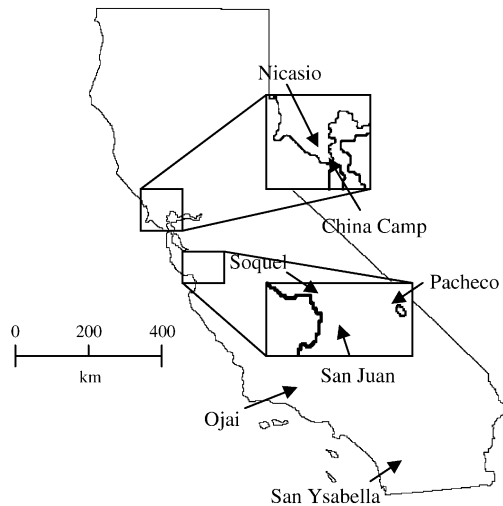 Nicasio
China Camp
Soquel
Pacheco
0 200 400
km
San Juan
Ojai
San Ysabella